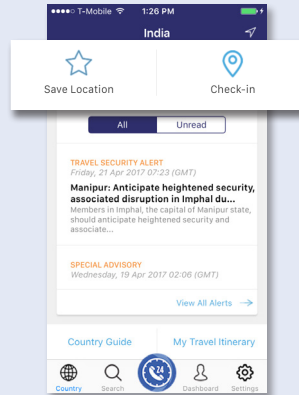 T-Mobile 1:26 PM
India
Save Location Check-in
All Unread
TRAVEL SECURITY ALERT
Friday, 21 Apr 2017 07:23 (GMT)
Manipur: Anticipate heightened security,
associated disruption in Imphal du...
Members in Imphal, the capital of Manipur state,
should anticipate heightened security and
associate...
SPECIAL ADVISORY
Wednesday, 19 Apr 2017 02:06 (GMT)
View All Alerts
Country Guide My Travel Itinerary
24
Country Search Dashboard Settings